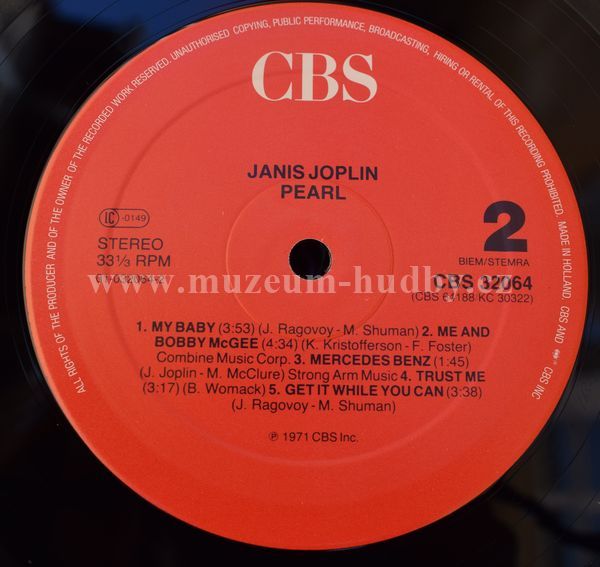 ALL RIGHTS OF THE PRODUCER AND OF THE OWNER OF THE RECORDED WORK RESERVED. UNAUTHORISED COPYING, PUBLIC PERFORMANCE, BROADCASTING, HIRING OR RENTAL OF THIS RECORDING PROHIBITED. MADE IN HOLLAND. CBS AND CBS INC
CBS
JANIS JOPLIN
PEARL
IC -0149
STEREO
33⅓ RPM
2
BIEM/STEMRA
CBS 32064
(CBS 64188 KC 30322)
www.muzeum-hudby.cz
1. MY BABY (3:53) (J. Ragovoy - M. Shuman) 2. ME AND
BOBBY McGEE (4:34) (K. Kristofferson - F. Foster)
Combine Music Corp. 3. MERCEDES BENZ (1:45)
(J. Joplin - M. McClure) Strong Arm Music 4. TRUST ME
(3:17) (B. Womack) 5. GET IT WHILE YOU CAN (3:38)
(J. Ragovoy - M. Shuman)
℗ 1971 CBS Inc.